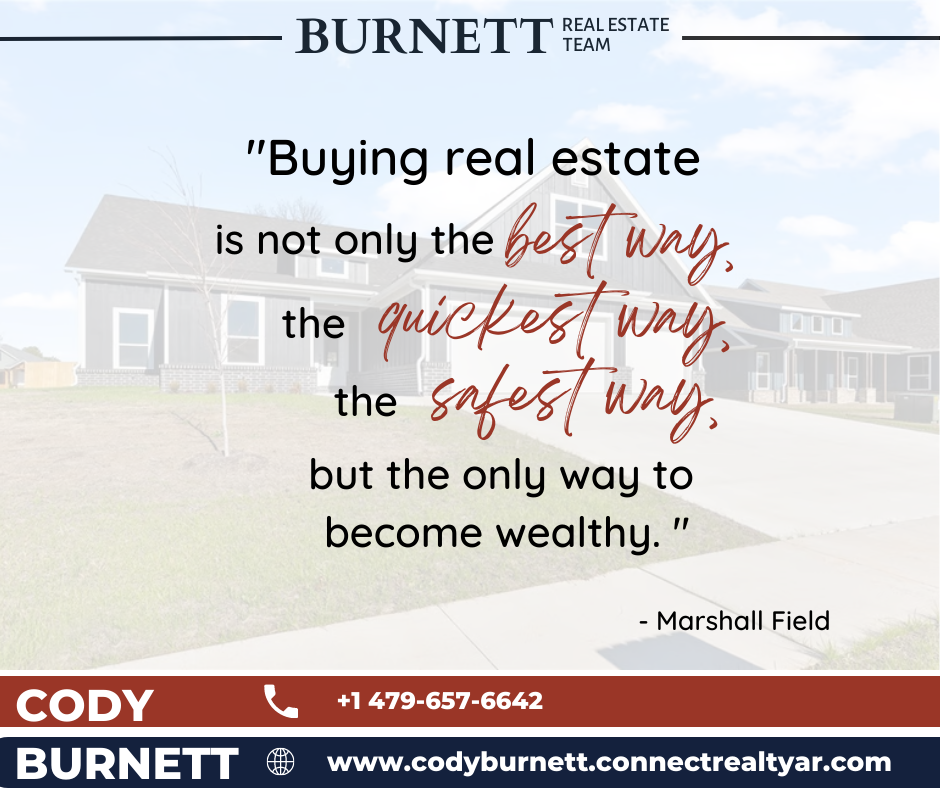 BURNETT REAL ESTATE
TEAM
"Buying real estate
is not only the best way,
the quickest way,
the safest way,
but the only way to
become wealthy. "
- Marshall Field
CODY
+1 479-657-6642
BURNETT
www.codyburnett.connectrealtyar.com